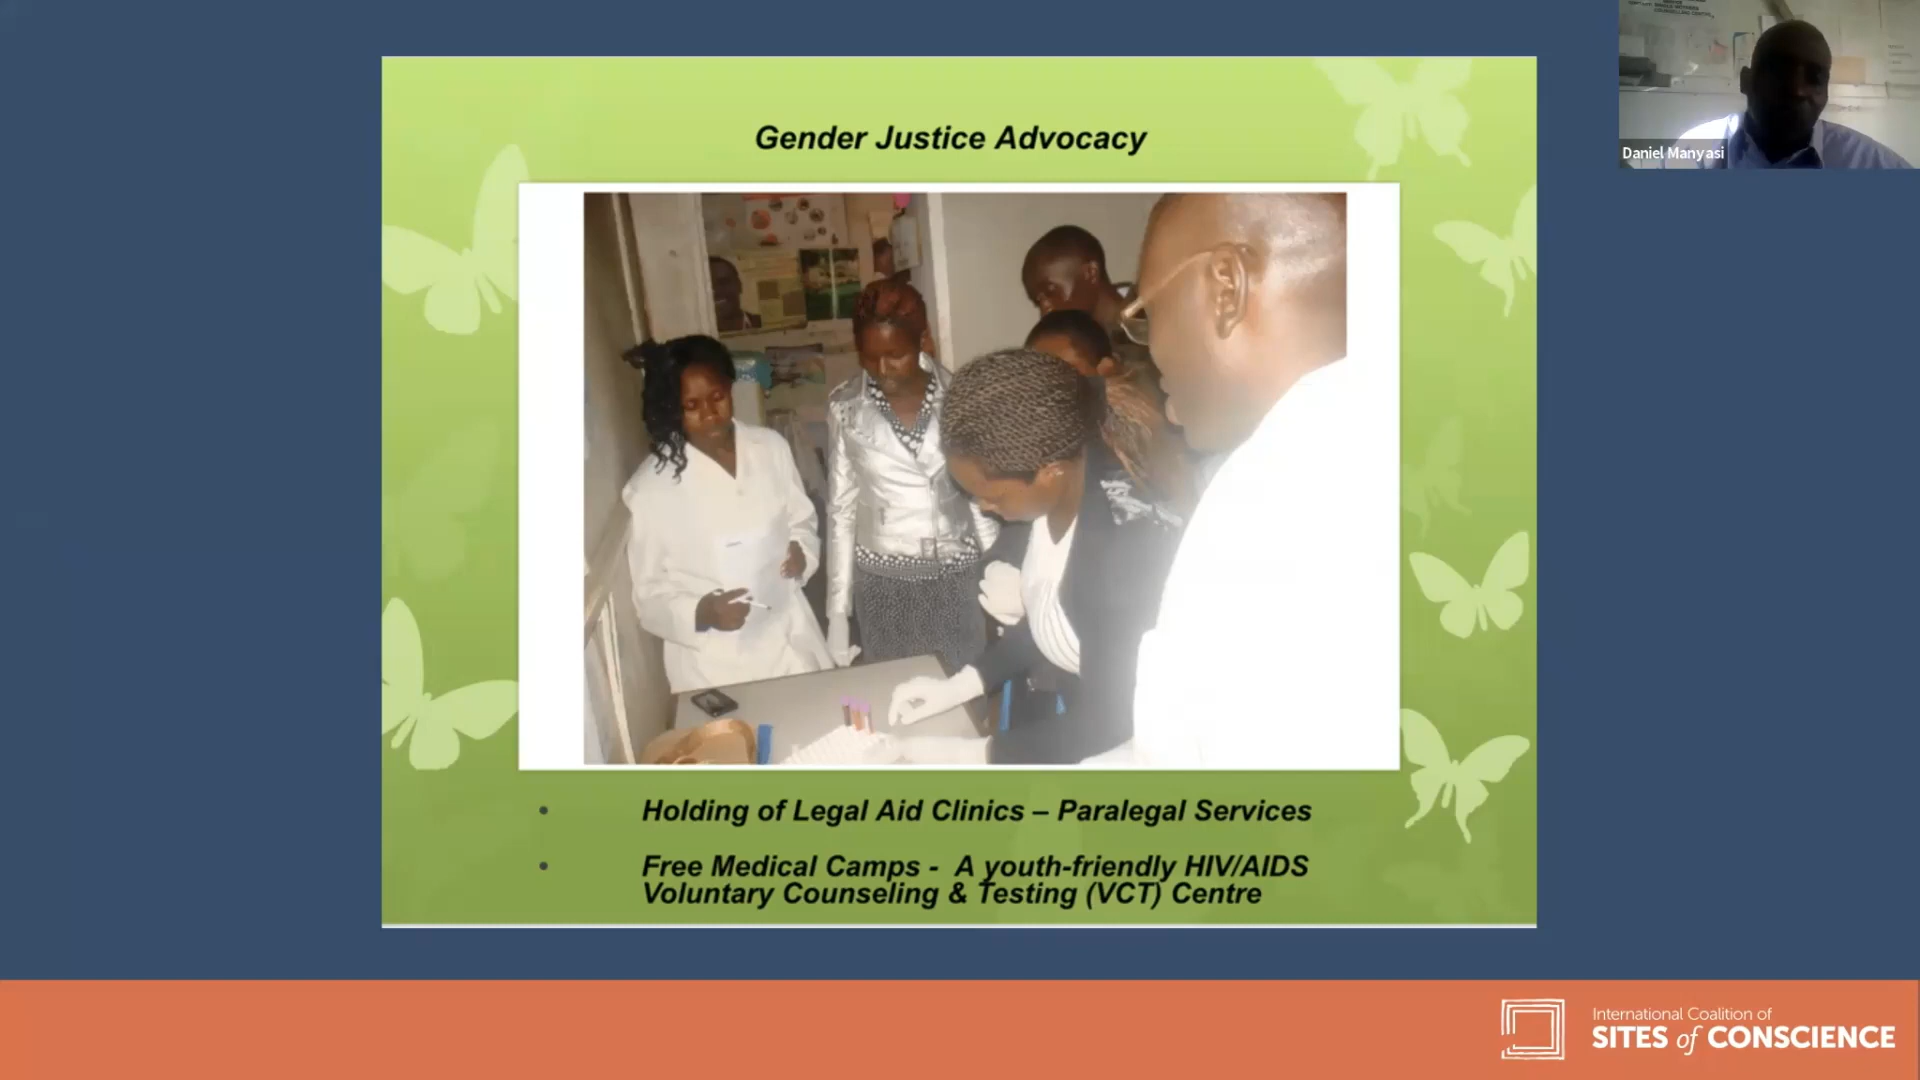 Gender Justice Advocacy
Daniel Manyasi
• Holding of Legal Aid Clinics – Paralegal Services
• Free Medical Camps - A youth-friendly HIV/AIDS
Voluntary Counseling & Testing (VCT) Centre
International Coalition of
SITES of CONSCIENCE